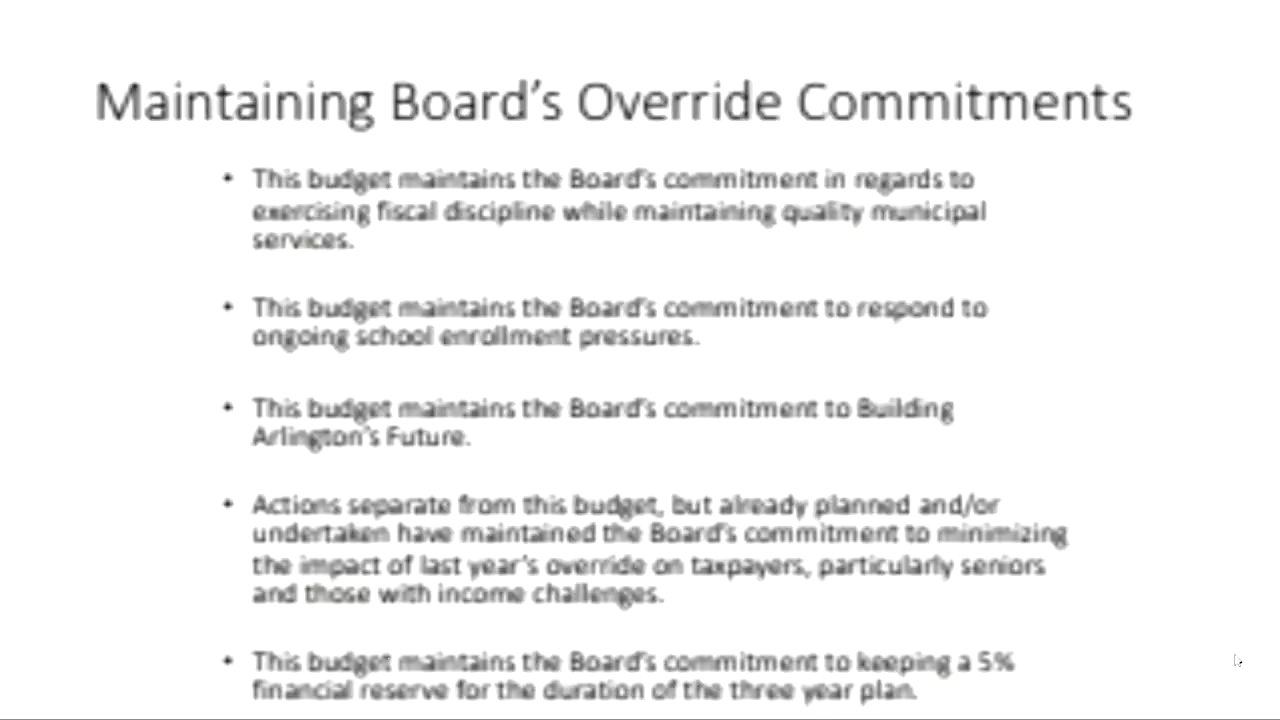 Maintaining Board's Override Commitments
• This budget maintains the Board's commitment in regards to
exercising fiscal discipline while maintaining quality municipal
services.
• This budget maintains the Board's commitment to respond to
ongoing school enrollment pressures.
• This budget maintains the Board's commitment to Building
Arlington's Future.
• Actions separate from this budget, but already planned and/or
undertaken have maintained the Board's commitment to minimizing
the impact of last year's override on taxpayers, particularly seniors
and those with income challenges.
• This budget maintains the Board's commitment to keeping a 5%
financial reserve for the duration of the three year plan.